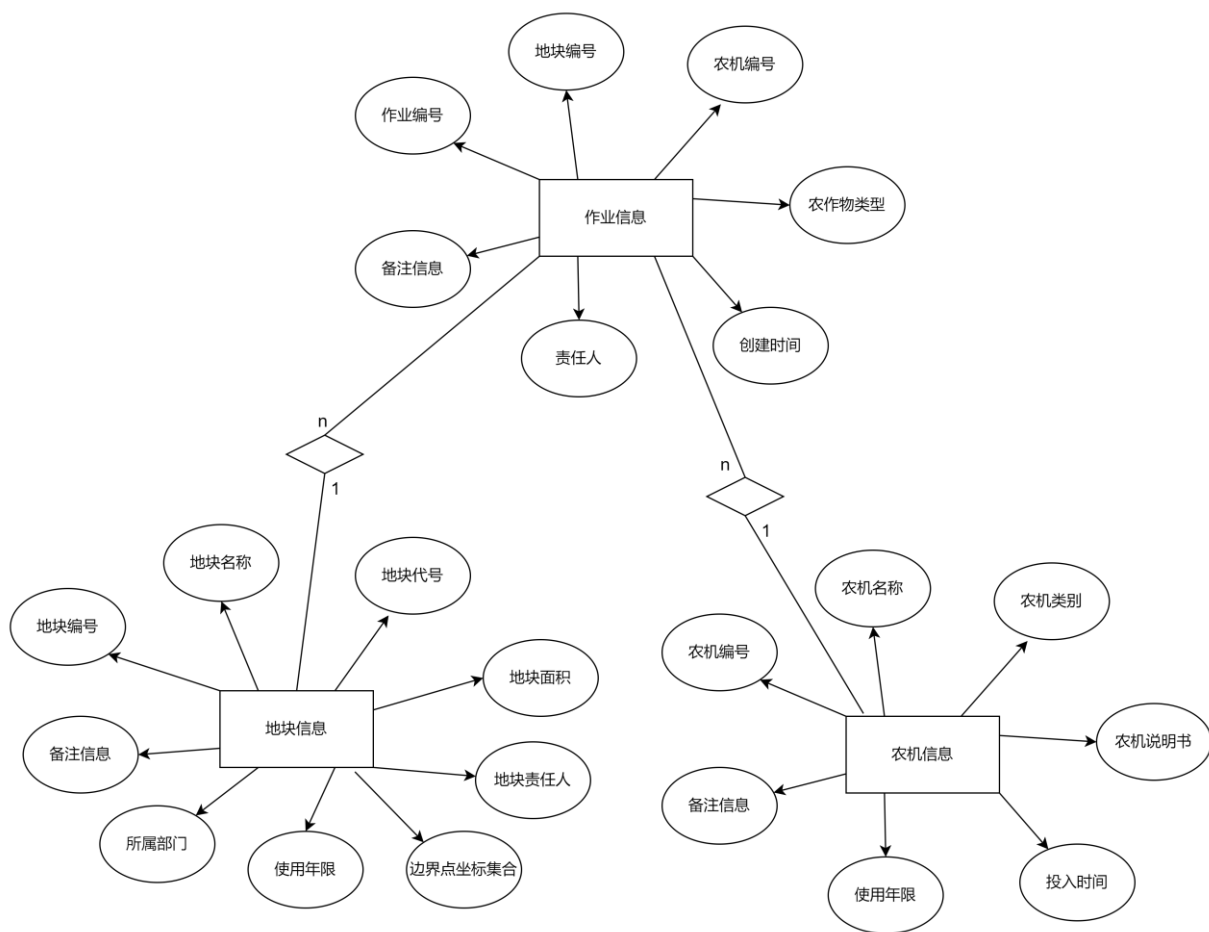 地块编号
农机编号
作业编号
农作物类型
作业信息
备注信息
创建时间
责任人
n
1
n
1
地块名称
地块代号
地块编号
地块面积
地块信息
备注信息
地块责任人
所属部门
使用年限
边界点坐标集合
农机名称
农机类别
农机编号
农机说明书
农机信息
备注信息
使用年限
投入时间